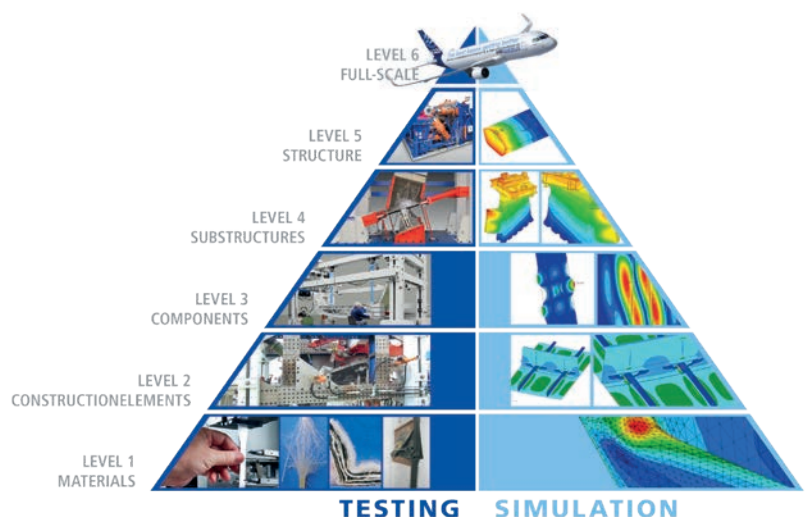 LEVEL 6
FULL-SCALE
LEVEL 5
STRUCTURE
LEVEL 4
SUBSTRUCTURES
LEVEL 3
COMPONENTS
LEVEL 2
CONSTRUCTIONELEMENTS
LEVEL 1
MATERIALS
TESTING SIMULATION